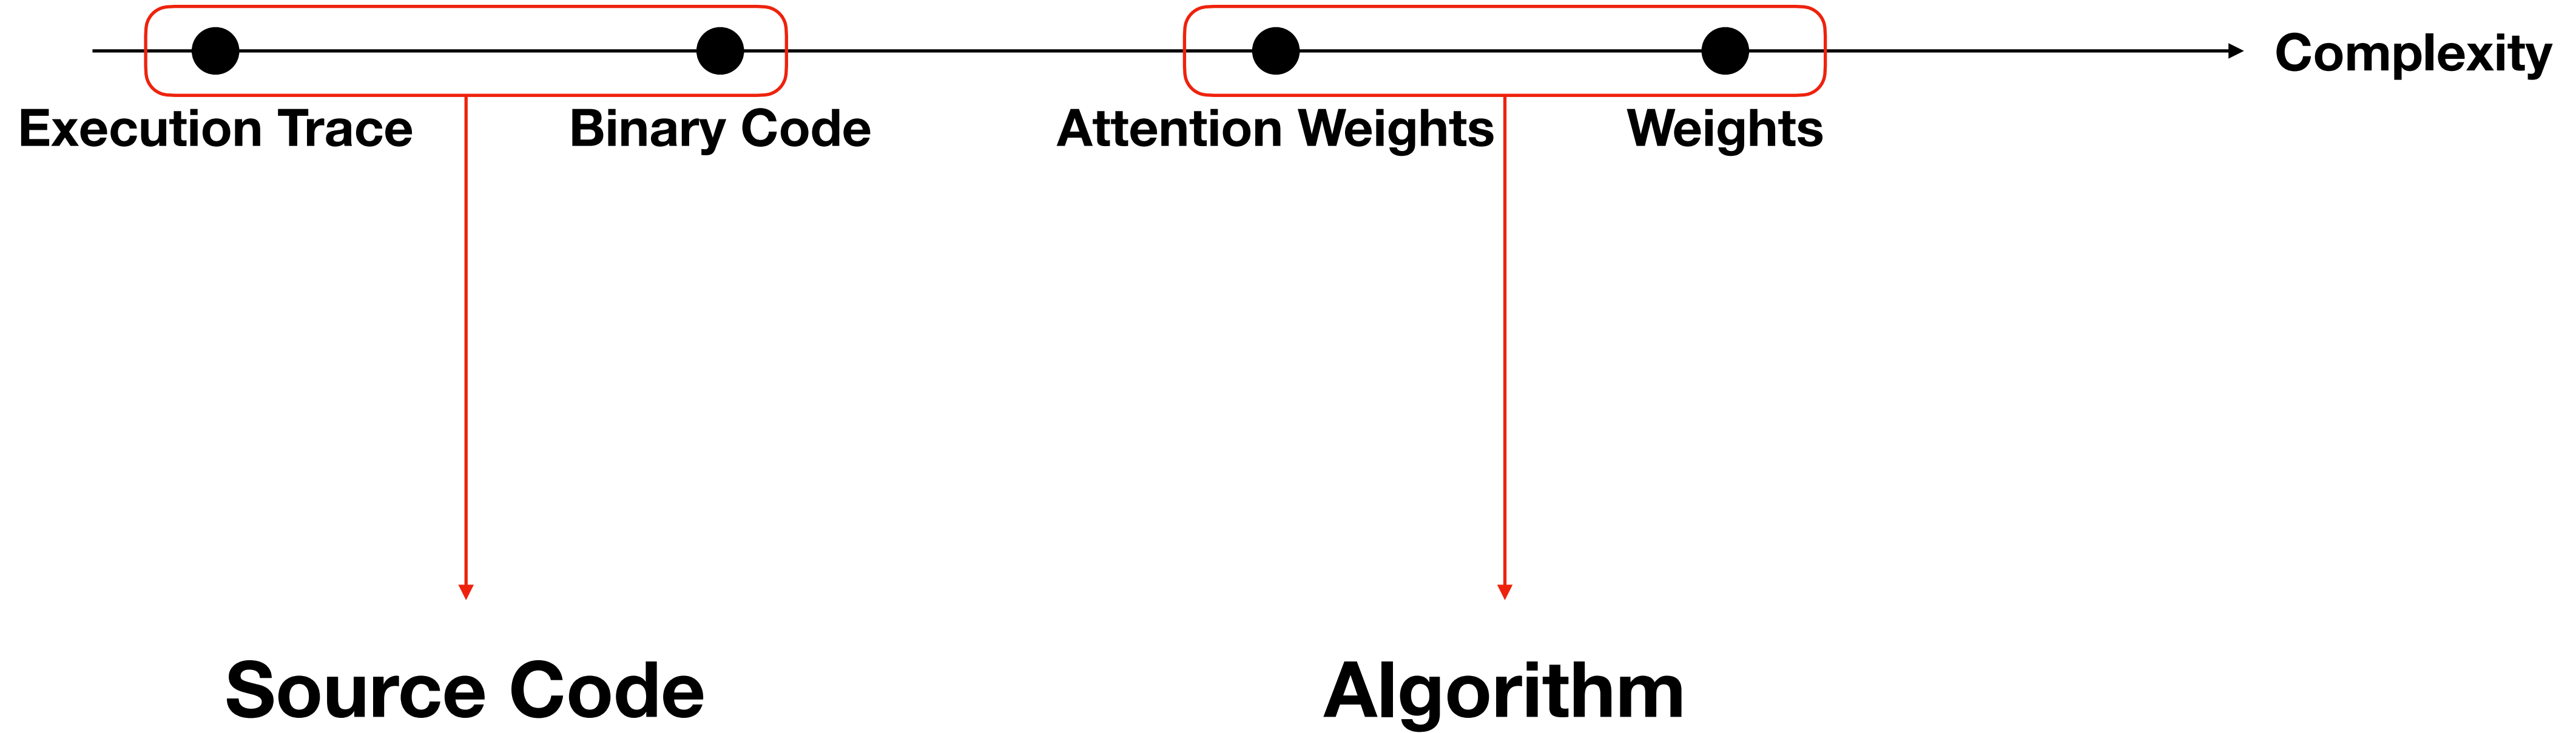 Complexity
Execution Trace
Binary Code
Attention Weights
Weights
Source Code
Algorithm